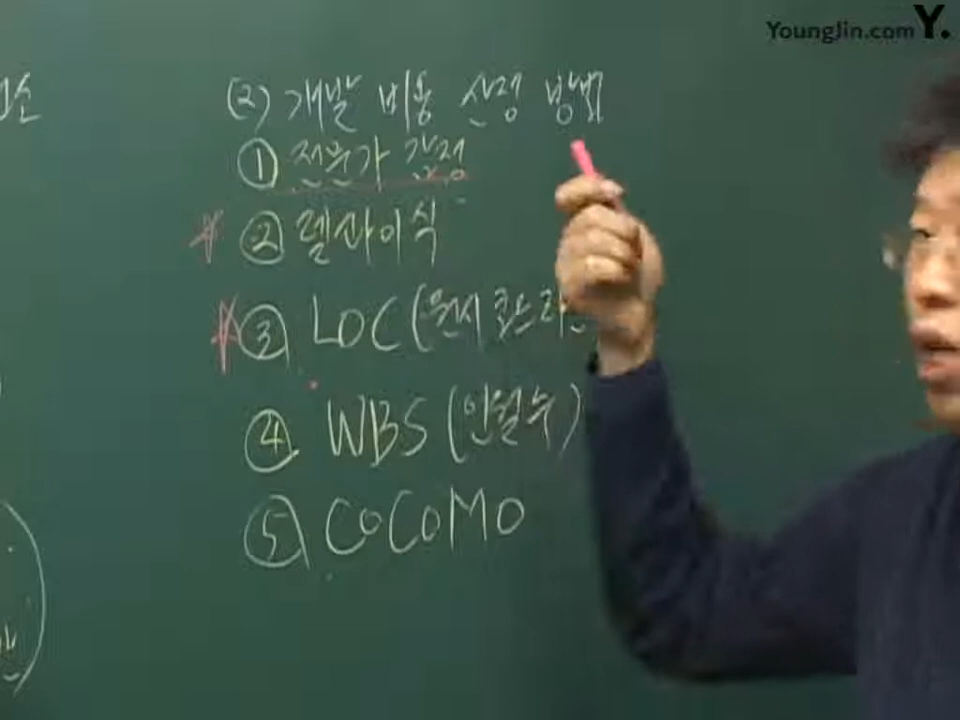 YoungJin.com Y.
(2) 개발 비용 산정 방법
① 전문가 감정
② 델파이식
③ LOC (원시 코드 라인
④ WBS (인월수)
⑤ CoCoMo